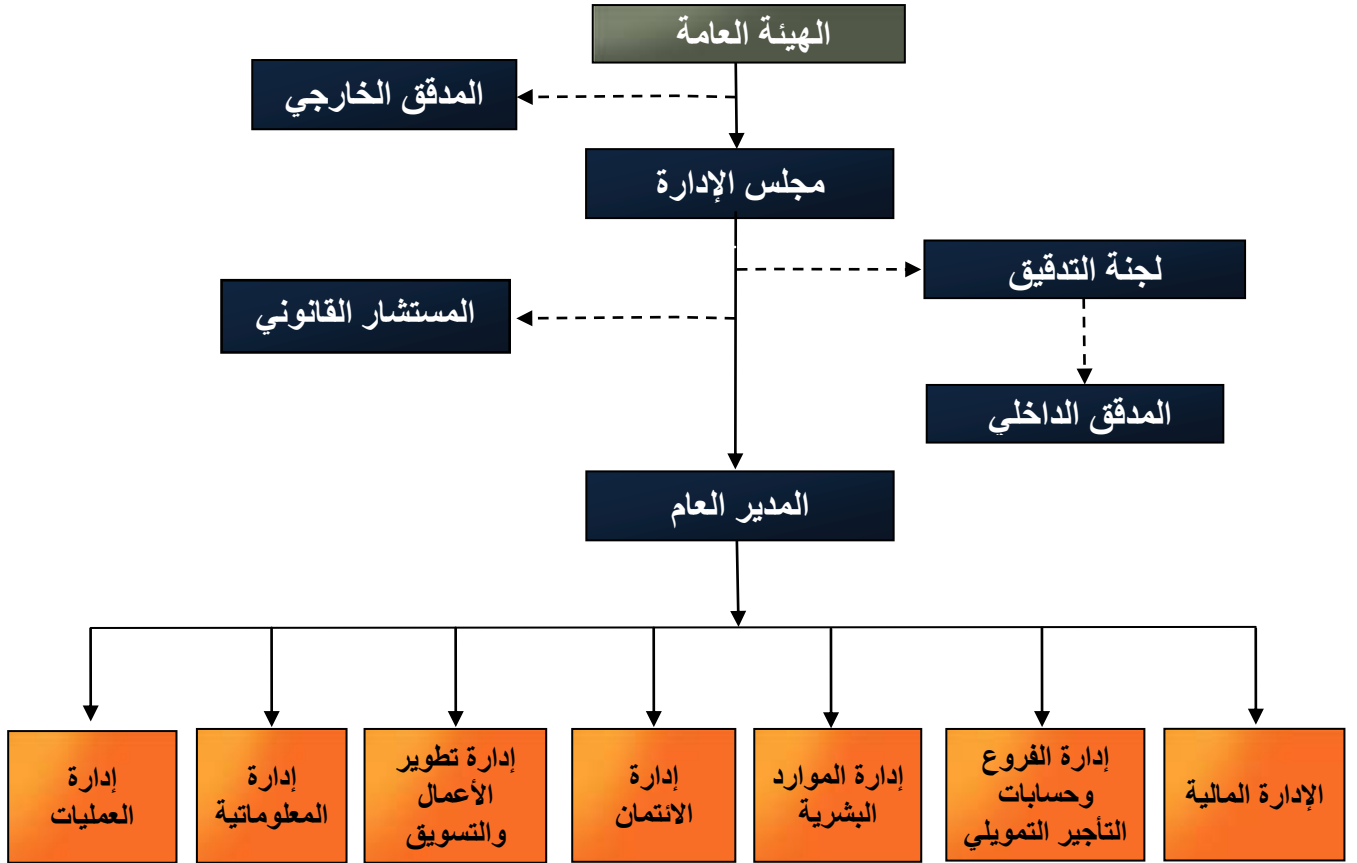 الهيئة العامة
المدقق الخارجي
مجلس الإدارة
لجنة التدقيق
المستشار القانوني
المدقق الداخلي
المدير العام
الإدارة المالية
إدارة الفروع
وحسابات
التأجير التمويلي
إدارة الموارد
البشرية
إدارة
الائتمان
إدارة تطوير
الأعمال
والتسويق
إدارة
المعلوماتية
إدارة
العمليات